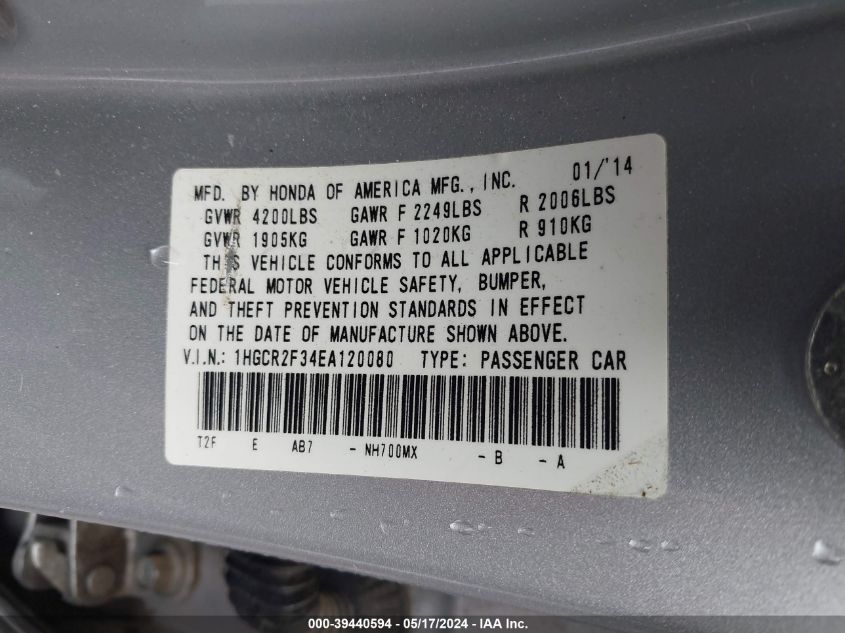 MFD. BY HONDA OF AMERICA MFG., INC. 01/'14
GVWR 4200LBS GAWR F 2249LBS R 2006LBS
GVWR 1905KG GAWR F 1020KG R 910KG
THIS VEHICLE CONFORMS TO ALL APPLICABLE
FEDERAL MOTOR VEHICLE SAFETY, BUMPER,
AND THEFT PREVENTION STANDARDS IN EFFECT
ON THE DATE OF MANUFACTURE SHOWN ABOVE.
V.I.N.: 1HGCR2F34EA120080 TYPE: PASSENGER CAR
T2F E AB7 - NH700MX - B - A
000-39440594 - 05/17/2024 - IAA Inc.